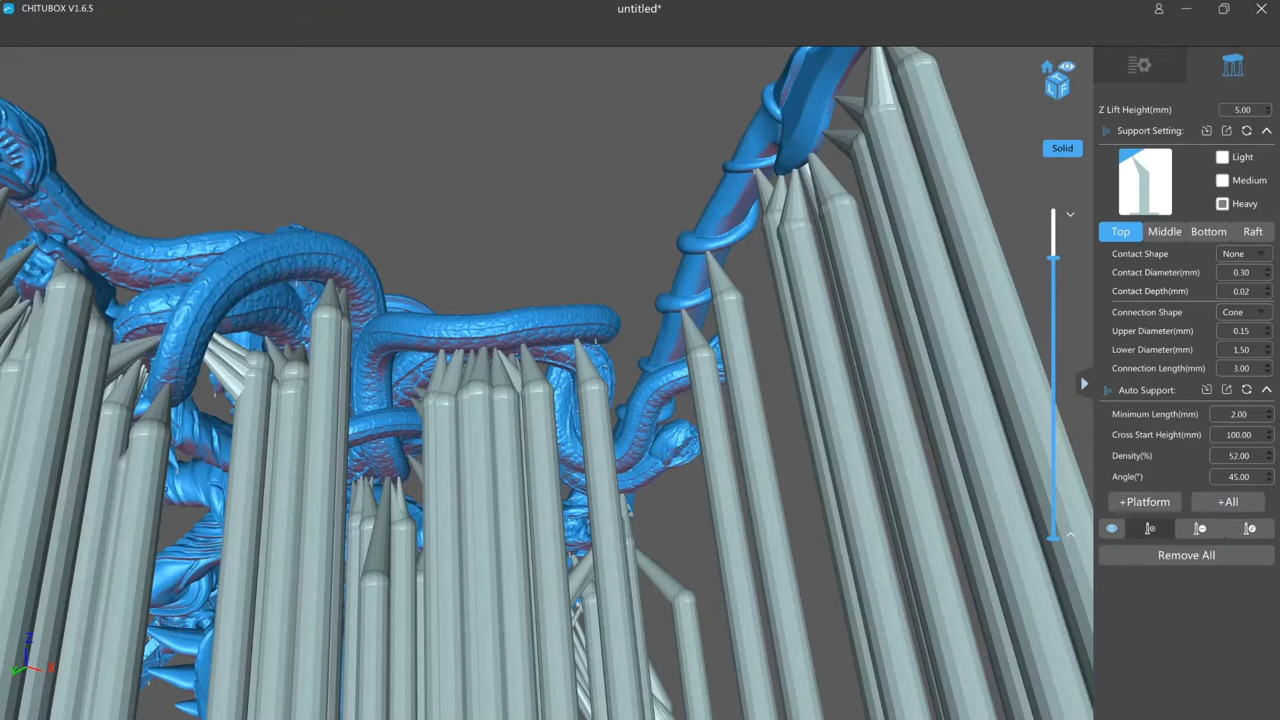 CHITUBOX V1.6.5
untitled*
Z Lift Height(mm) 5.00
Support Setting:
Light
Medium
Heavy
Top Middle Bottom Raft
Contact Shape None
Contact Diameter(mm) 0.30
Contact Depth(mm) 0.02
Connection Shape Cone
Upper Diameter(mm) 0.15
Lower Diameter(mm) 1.50
Connection Length(mm) 3.00
Auto Support:
Minimum Length(mm) 2.00
Cross Start Height(mm) 100.00
Density(%) 52.00
Angle(°) 45.00
+Platform +All
Remove All
Solid
T
L F
Z
X